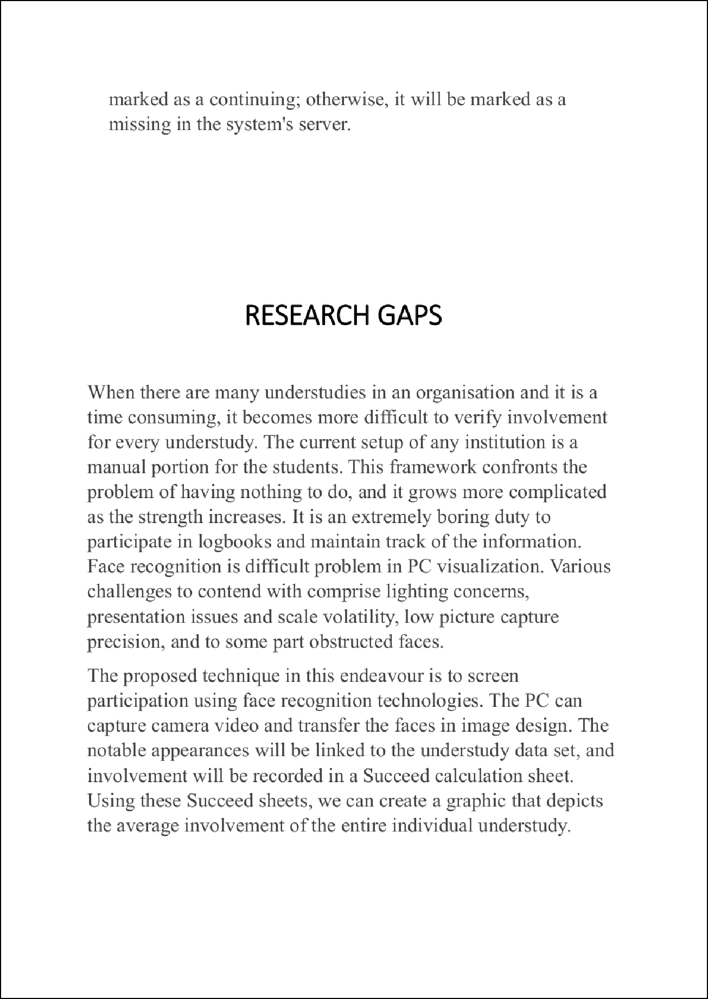 marked as a continuing; otherwise, it will be marked as a
missing in the system's server.
RESEARCH GAPS
When there are many understudies in an organisation and it is a
time consuming, it becomes more difficult to verify involvement
for every understudy. The current setup of any institution is a
manual portion for the students. This framework confronts the
problem of having nothing to do, and it grows more complicated
as the strength increases. It is an extremely boring duty to
participate in logbooks and maintain track of the information.
Face recognition is difficult problem in PC visualization. Various
challenges to contend with comprise lighting concerns,
presentation issues and scale volatility, low picture capture
precision, and to some part obstructed faces.
The proposed technique in this endeavour is to screen
participation using face recognition technologies. The PC can
capture camera video and transfer the faces in image design. The
notable appearances will be linked to the understudy data set, and
involvement will be recorded in a Succeed calculation sheet.
Using these Succeed sheets, we can create a graphic that depicts
the average involvement of the entire individual understudy.